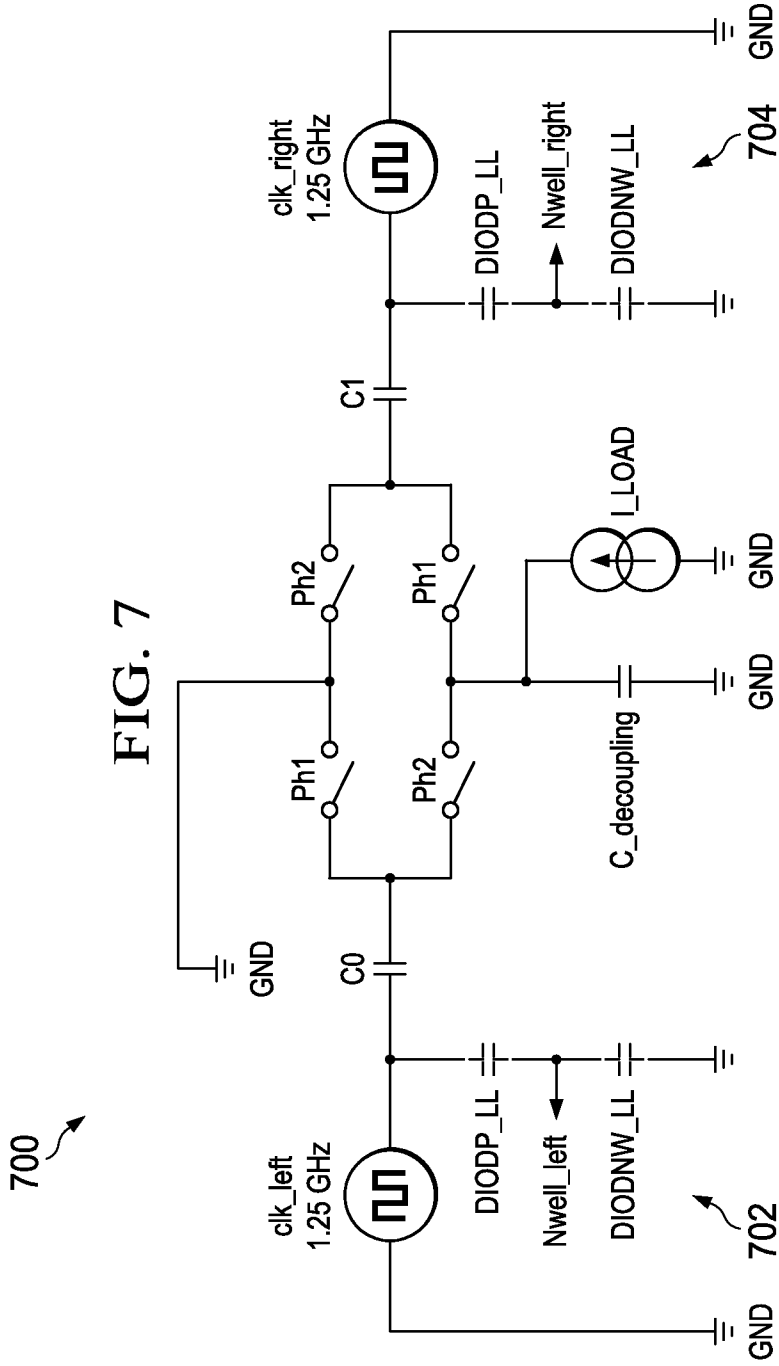 FIG. 7
700
GND
clk_left
1.25 GHz
C0
Ph1
Ph2
Ph2
Ph1
C1
clk_right
1.25 GHz
DIODP_LL
Nwell_left
DIODNW_LL
C_decoupling
I_LOAD
DIODP_LL
Nwell_right
DIODNW_LL
GND
702
GND
GND
704
GND